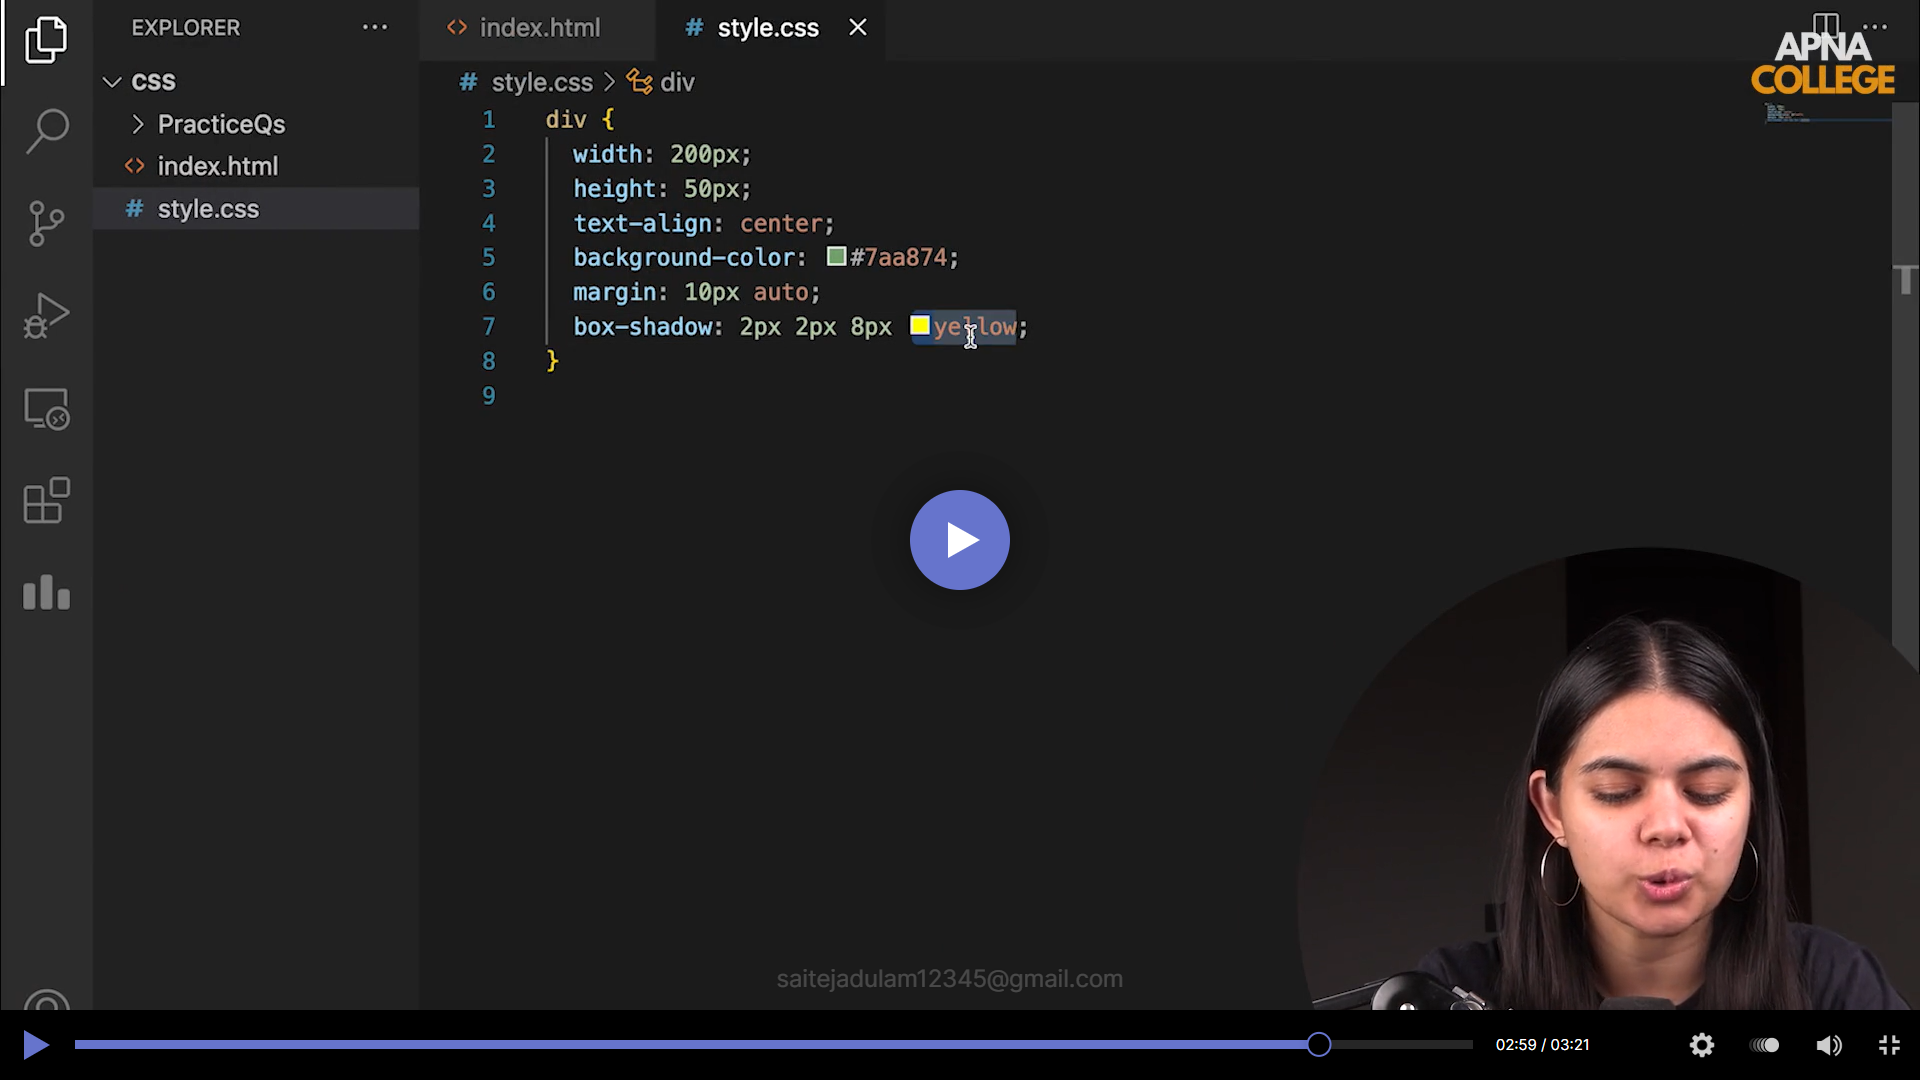 EXPLORER
index.html
# style.css
APNA
COLLEGE
CSS
PracticeQs
index.html
# style.css
# style.css > div
1 div {
2 width: 200px;
3 height: 50px;
4 text-align: center;
5 background-color: #7aa874;
6 margin: 10px auto;
7 box-shadow: 2px 2px 8px yellow;
8 }
9
T
saitejadulam12345@gmail.com
02:59 / 03:21